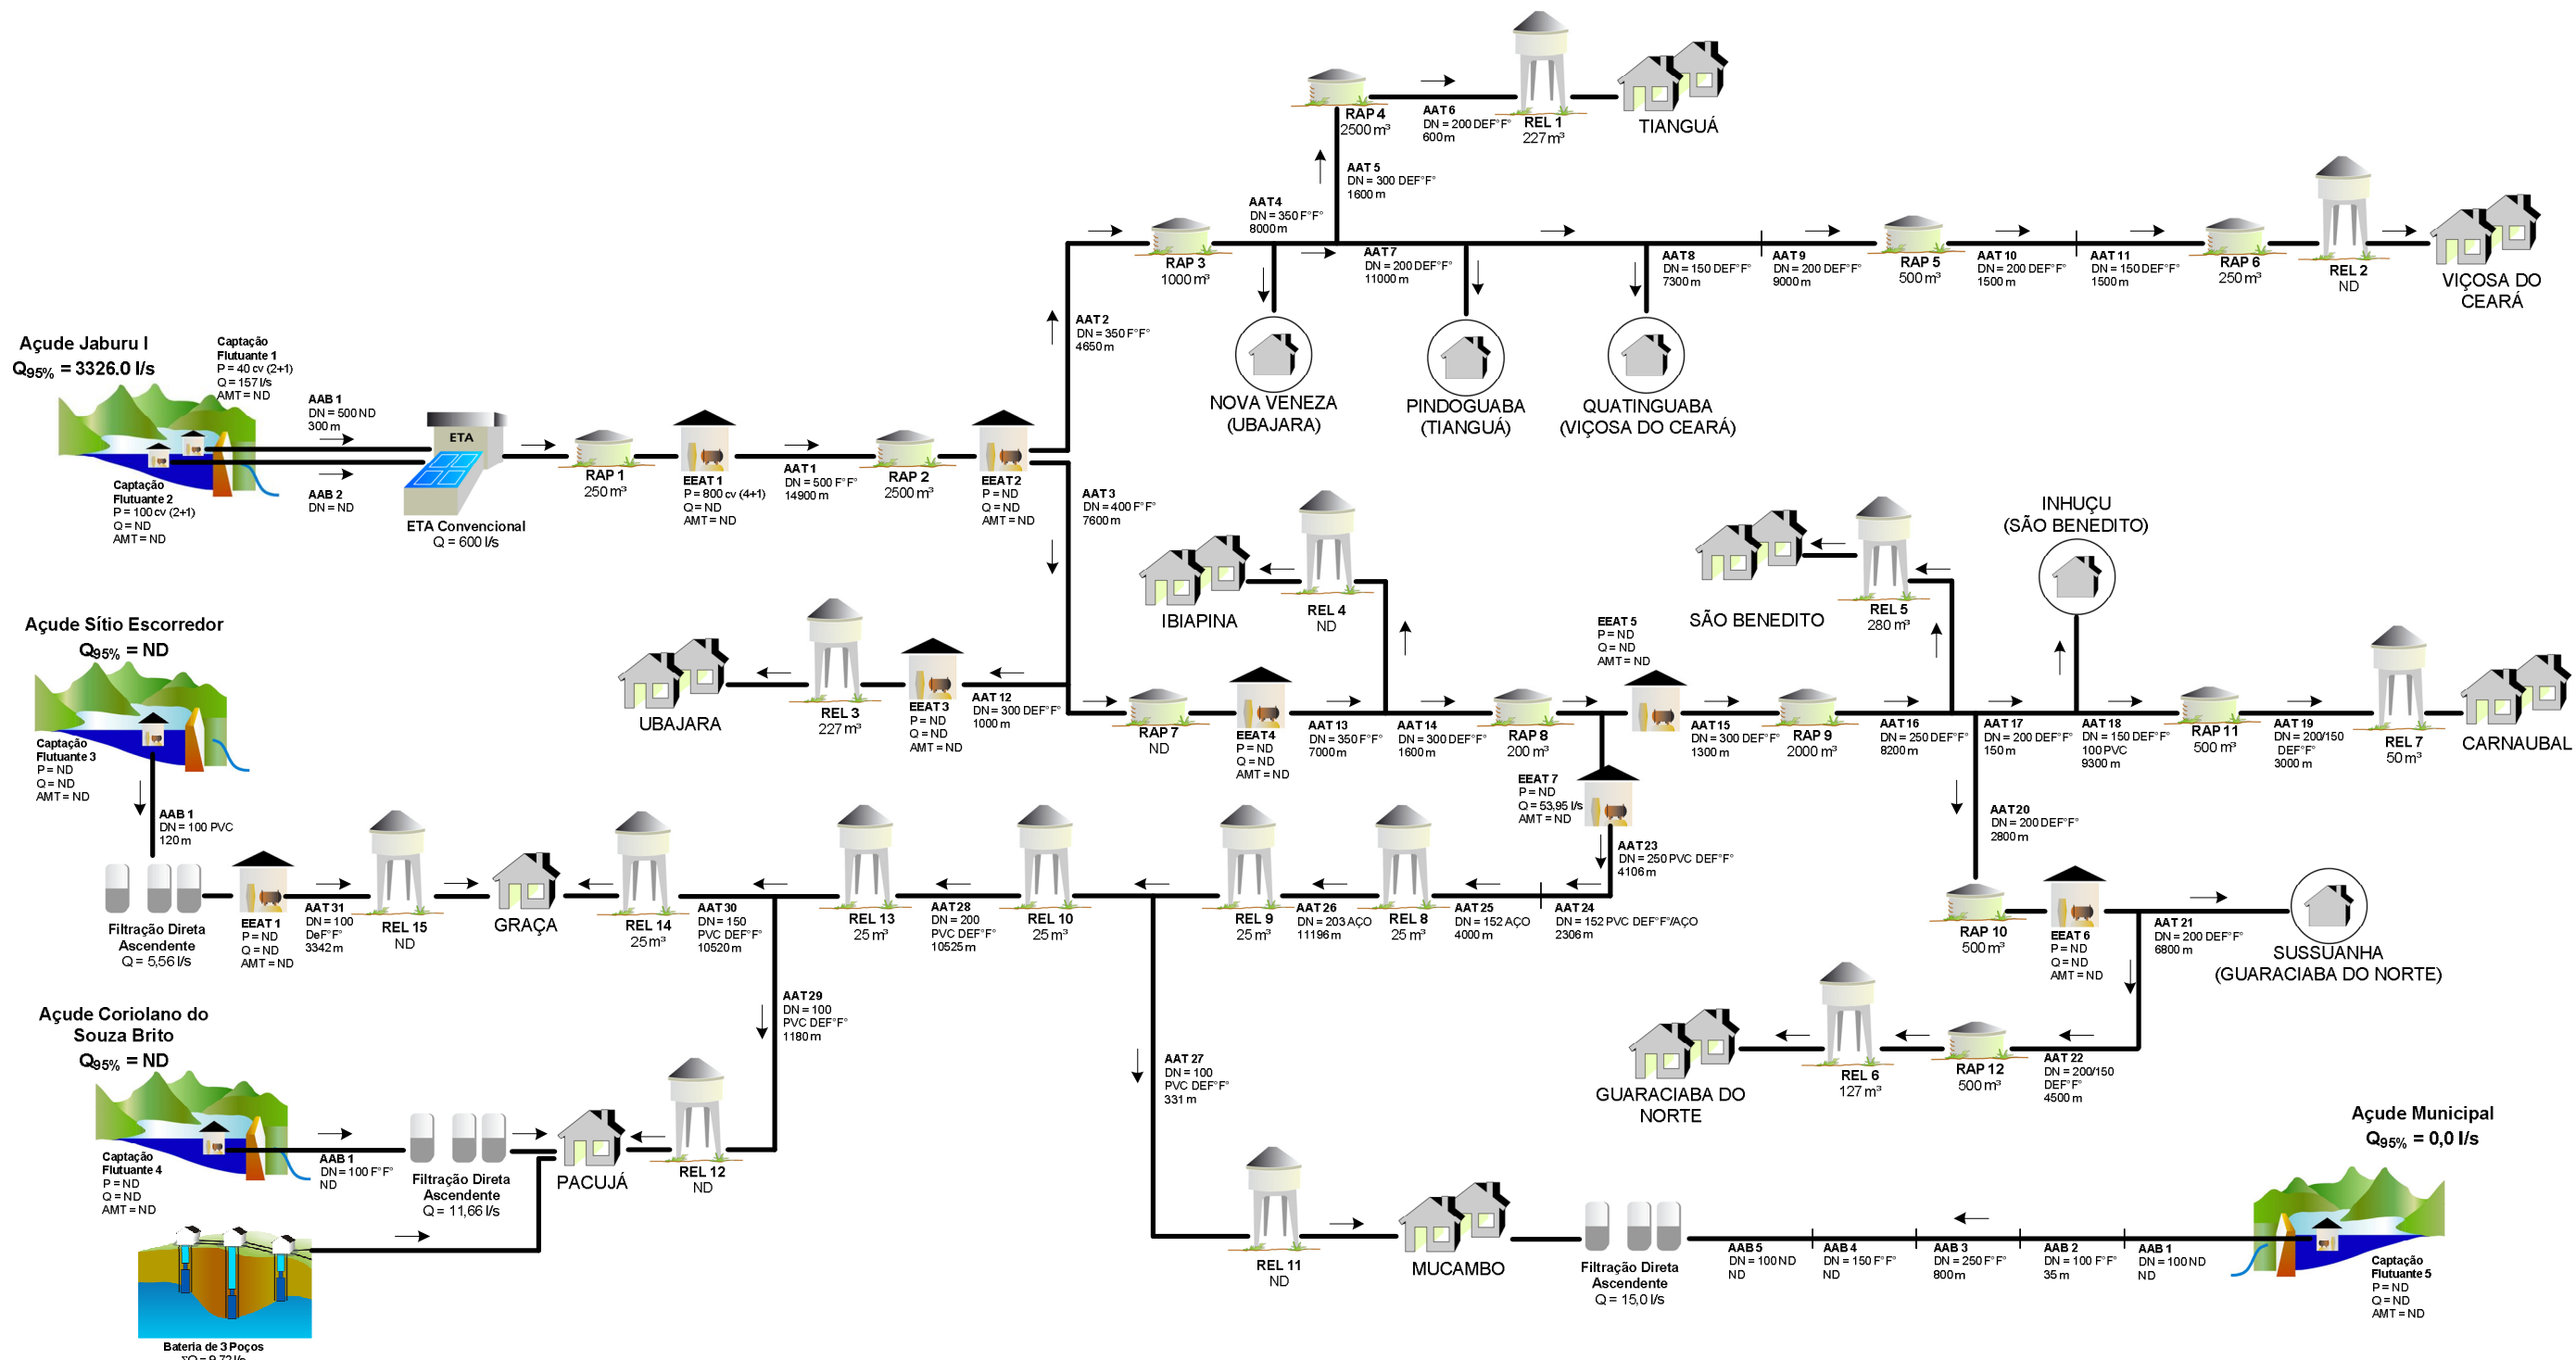 RAP 4
2500 m³
AAT 6
DN = 200 DEF°F°
600 m
REL 1
227 m³
TIANGUÁ
AAT 5
DN = 300 DEF°F°
1600 m
AAT4
DN = 350 F°F°
8000 m
RAP 3
1000 m³
AAT 7
DN = 200 DEF°F°
11000 m
AAT8
DN = 150 DEF°F°
7300 m
AAT 9
DN = 200 DEF°F°
9000 m
RAP 5
500 m³
AAT 10
DN = 200 DEF°F°
1500 m
AAT 11
DN = 150 DEF°F°
1500 m
RAP 6
250 m³
REL 2
ND
VIÇOSA DO
CEARÁ
NOVA VENEZA
(UBAJARA)
PINDOGUABA
(TIANGUÁ)
QUATINGUABA
(VIÇOSA DO CEARÁ)
AAT 2
DN = 350 F°F°
4650 m
Açude Jaburu I
Q95% = 3326.0 l/s
Captação
Flutuante 1
P = 40 cv (2+1)
Q = 157 l/s
AMT = ND
Captação
Flutuante 2
P = 100 cv (2+1)
Q = ND
AMT = ND
AAB 1
DN = 500 ND
300 m
AAB 2
DN = ND
ETA
ETA Convencional
Q = 600 l/s
RAP 1
250 m³
EEAT 1
P = 800 cv (4+1)
Q = ND
AMT = ND
AAT 1
DN = 500 F°F°
14900 m
RAP 2
2500 m³
EEAT 2
P = ND
Q = ND
AMT = ND
AAT 3
DN = 400 F°F°
7600 m
IBIAPINA
REL 4
ND
SÃO BENEDITO
REL 5
280 m³
INHUÇU
(SÃO BENEDITO)
UBAJARA
REL 3
227 m³
EEAT 3
P = ND
Q = ND
AMT = ND
AAT 12
DN = 300 DEF°F°
1000 m
RAP 7
ND
EEAT4
P = ND
Q = ND
AMT = ND
AAT 13
DN = 350 F°F°
7000 m
AAT 14
DN = 300 DEF°F°
1600 m
RAP 8
200 m³
EEAT 5
P = ND
Q = ND
AMT = ND
AAT 15
DN = 300 DEF°F°
1300 m
RAP 9
2000 m³
AAT 16
DN = 250 DEF°F°
8200 m
AAT 17
DN = 200 DEF°F°
150 m
AAT 18
DN = 150 DEF°F°
100 PVC
9300 m
RAP 11
500 m³
AAT 19
DN = 200/150
DEF°F°
3000 m
REL 7
50 m³
CARNAUBAL
Açude Sítio Escorredor
Q95% = ND
Captação
Flutuante 3
P = ND
Q = ND
AMT = ND
AAB 1
DN = 100 PVC
120 m
Filtração Direta
Ascendente
Q = 5,56 l/s
EEAT 1
P = ND
Q = ND
AMT = ND
AAT 31
DN = 100
DeF°F°
3342 m
REL 15
ND
GRAÇA
REL 14
25 m³
AAT 30
DN = 150
PVC DEF°F°
10520 m
REL 13
25 m³
AAT 28
DN = 200
PVC DEF°F°
10525 m
REL 10
25 m³
REL 9
25 m³
AAT 26
DN = 203 AÇO
11196 m
REL 8
25 m³
AAT 25
DN = 152 AÇO
4000 m
AAT 24
DN = 152 PVC DEF°F°/AÇO
2306 m
EEAT 7
P = ND
Q = 53,95 l/s
AMT = ND
AAT 23
DN = 250 PVC DEF°F°
4106 m
AAT 20
DN = 200 DEF°F°
2800 m
RAP 10
500 m³
EEAT 6
P = ND
Q = ND
AMT = ND
AAT 21
DN = 200 DEF°F°
6800 m
SUSSUANHA
(GUARACIABA DO NORTE)
GUARACIABA DO
NORTE
REL 6
127 m³
RAP 12
500 m³
AAT 22
DN = 200/150
DEF°F°
4500 m
AAT 29
DN = 100
PVC DEF°F°
1180 m
AAT 27
DN = 100
PVC DEF°F°
331 m
Açude Coriolano do
Souza Brito
Q95% = ND
Captação
Flutuante 4
P = ND
Q = ND
AMT = ND
AAB 1
DN = 100 F°F°
ND
Filtração Direta
Ascendente
Q = 11,66 l/s
PACUJÁ
REL 12
ND
Bateria de 3 Poços
ΣQ = 9,72 l/s
REL 11
ND
MUCAMBO
Filtração Direta
Ascendente
Q = 15,0 l/s
AAB 5
DN = 100 ND
ND
AAB 4
DN = 150 F°F°
ND
AAB 3
DN = 250 F°F°
800 m
AAB 2
DN = 100 F°F°
35 m
AAB 1
DN = 100 ND
ND
Açude Municipal
Q95% = 0,0 l/s
Captação
Flutuante 5
P = ND
Q = ND
AMT = ND